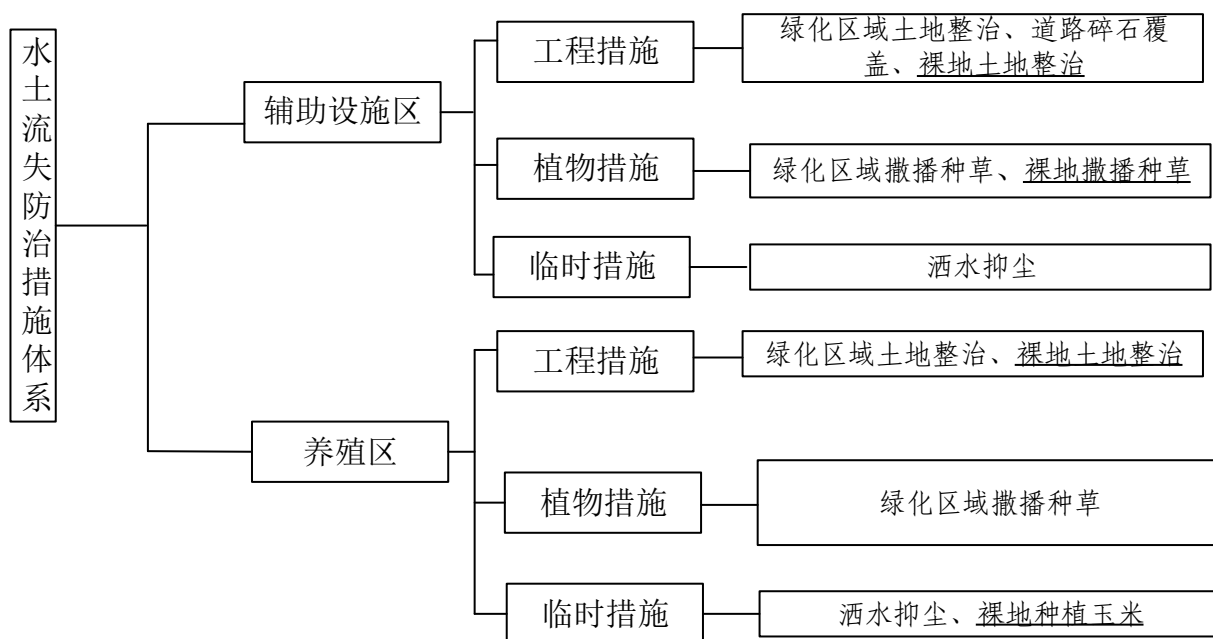 水土流失防治措施体系
辅助设施区
工程措施
绿化区域土地整治、道路碎石覆
盖、裸地土地整治
植物措施
绿化区域撒播种草、裸地撒播种草
临时措施
洒水抑尘
养殖区
工程措施
绿化区域土地整治、裸地土地整治
植物措施
绿化区域撒播种草
临时措施
洒水抑尘、裸地种植玉米